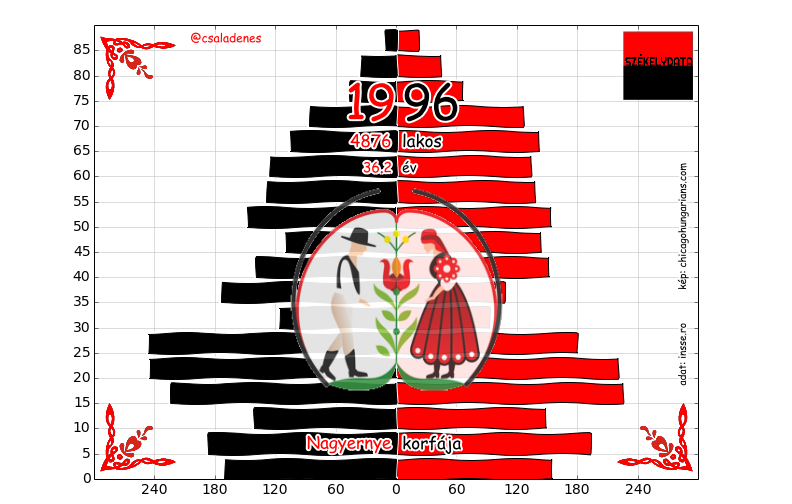 @csaladenes
SZÉKELYDATA
1996
4876 lakos
36,2 év
kép: chicagohungarians.com
adat: insse.ro
Nagyernye korfája
85
80
75
70
65
60
55
50
45
40
35
30
25
20
15
10
5
0
240 180 120 60 0 60 120 180 240